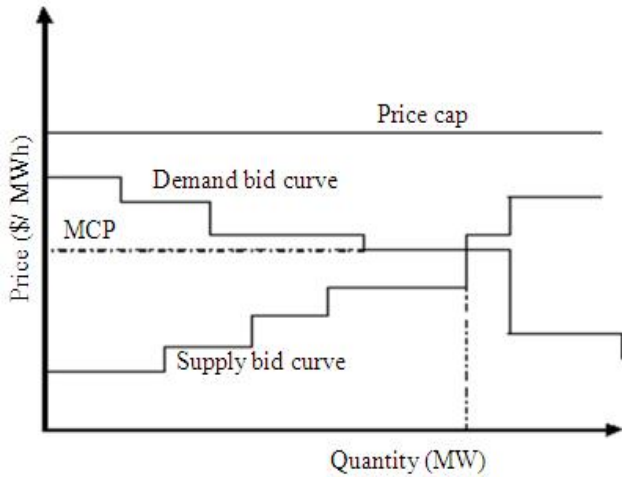 Price cap
Demand bid curve
MCP
Price ($/ MWh)
Supply bid curve
Quantity (MW)